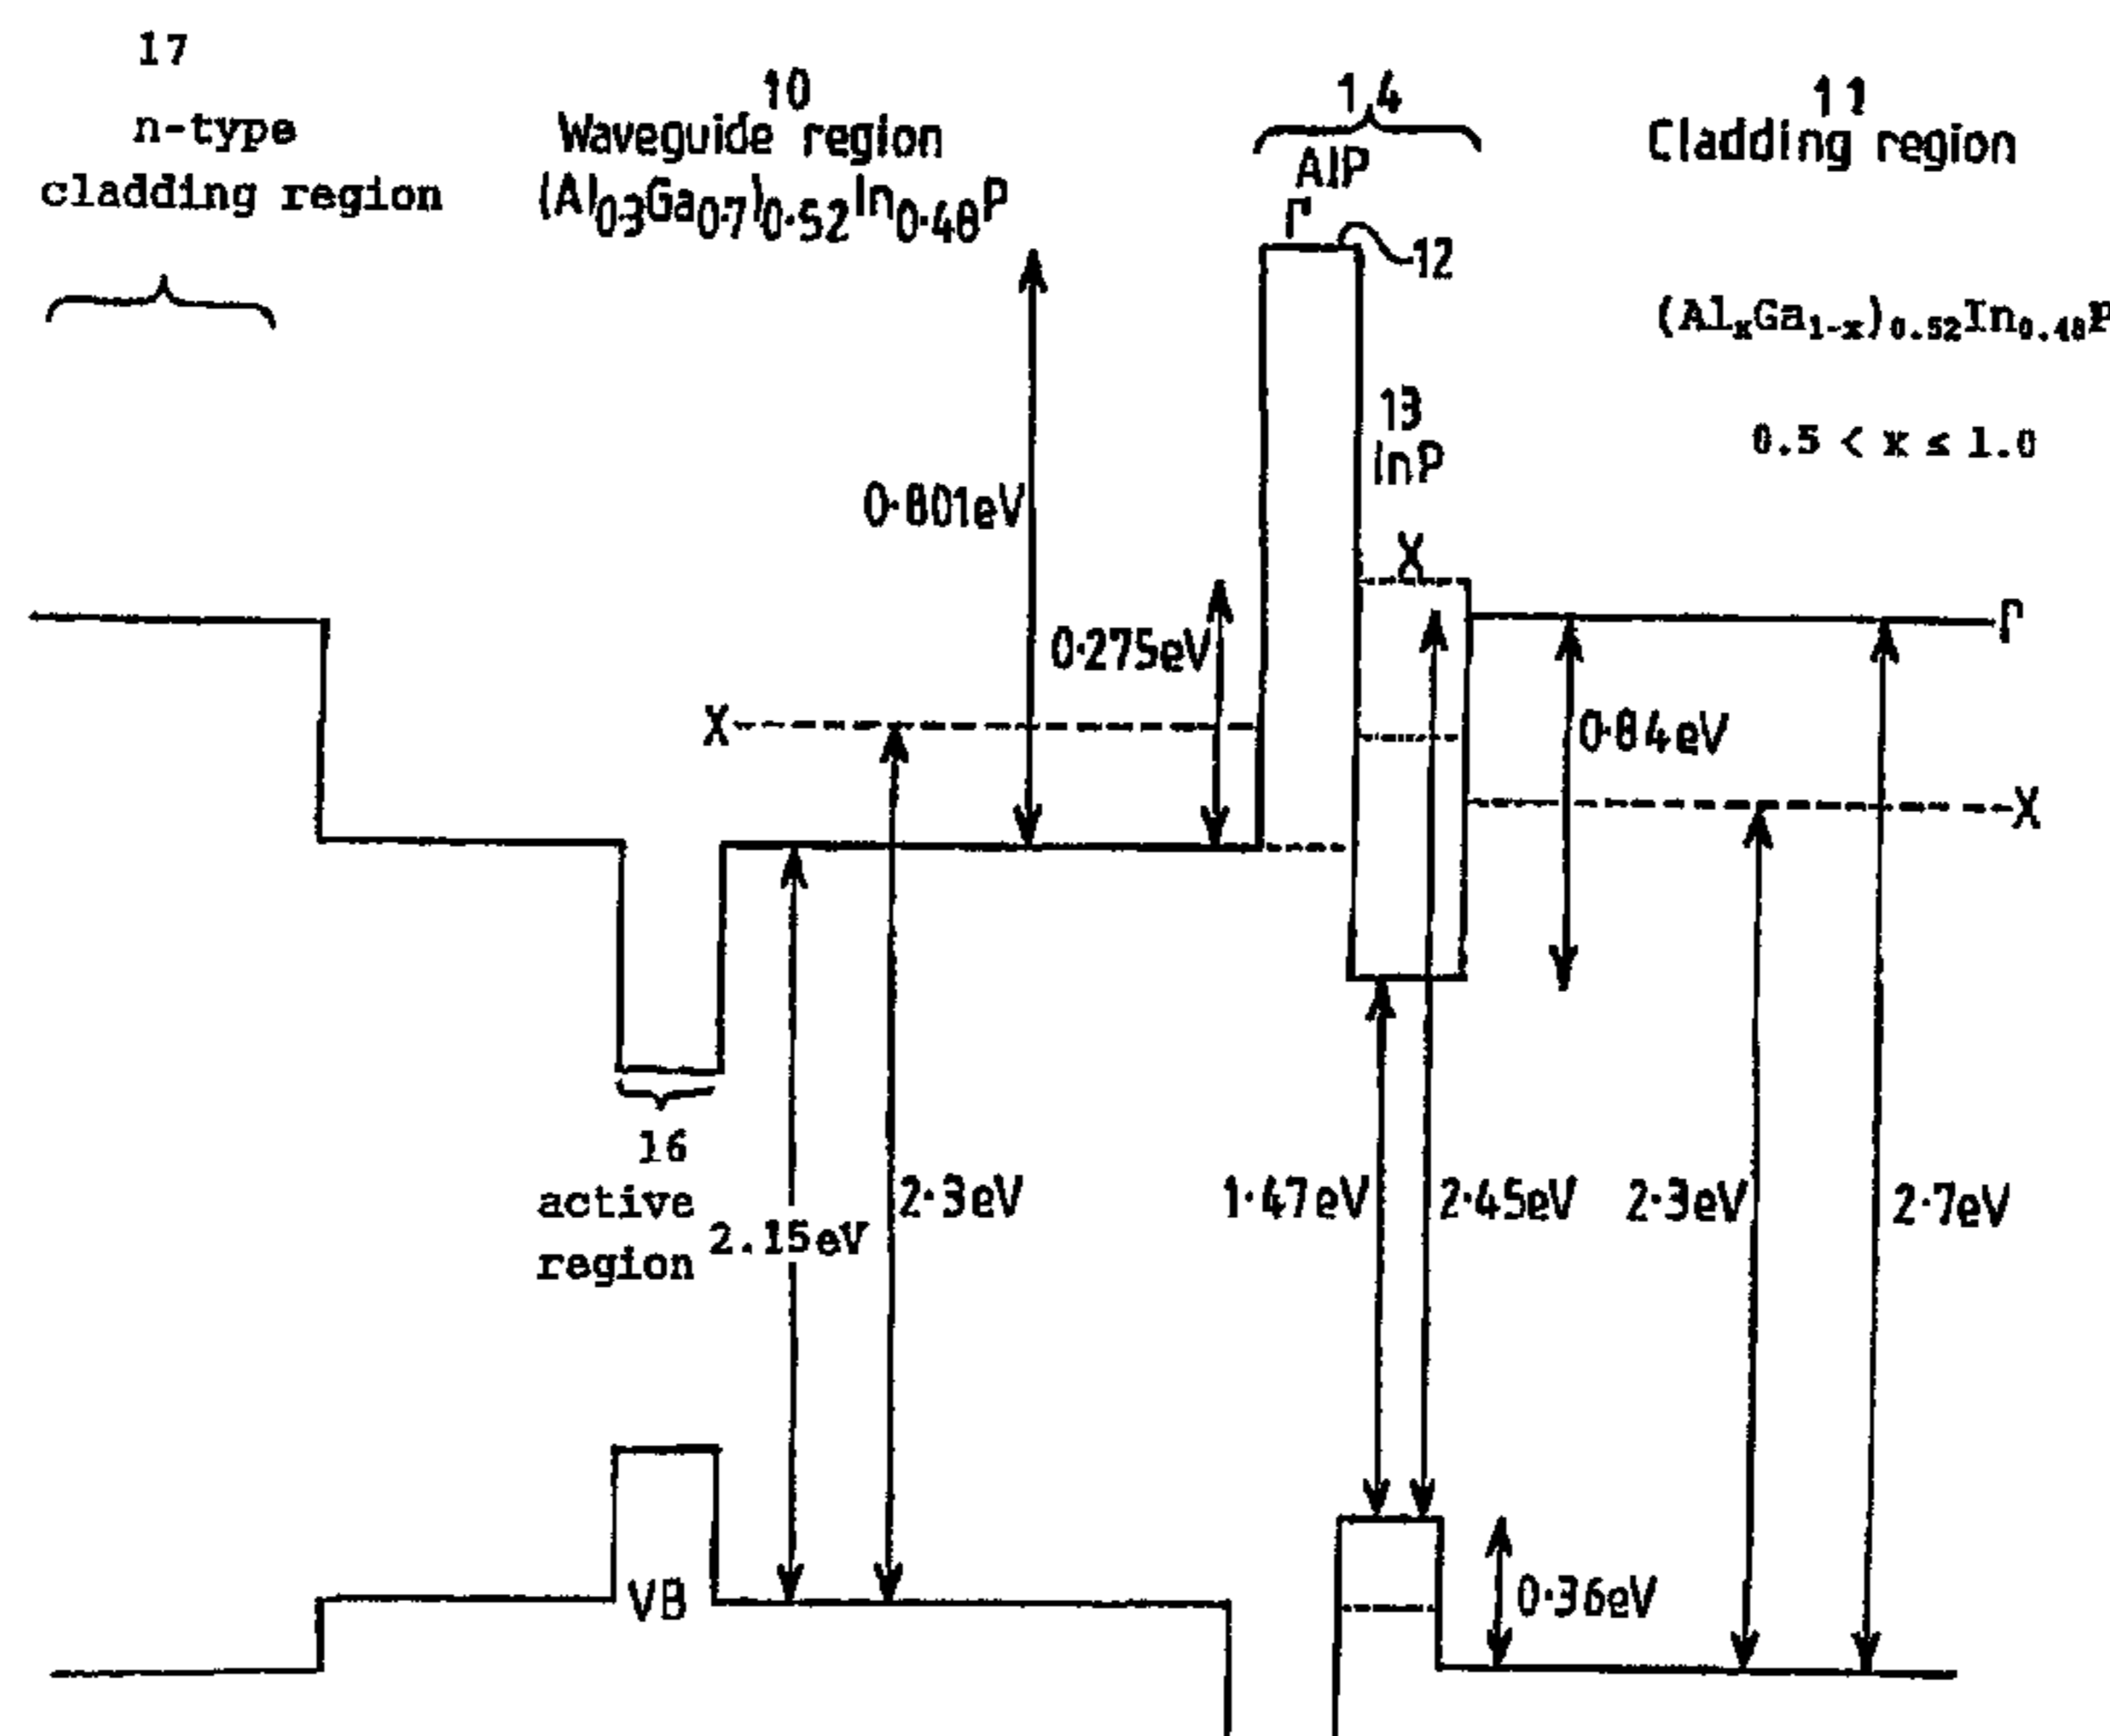 17
n-type
cladding region
10
Waveguide region
(Al0·3Ga0·7)0·52In0·48P
14
AlP
Γ
12
11
Cladding region
(AlxGa1-x)0.52In0.48P
0.5 < x ≤ 1.0
13
InP
0·801eV
X
0·275eV
Γ
X
0·84eV
X
16
active
region
2.15eV
2·3eV
1·47eV
2·45eV
2·3eV
2·7eV
VB
0·36eV